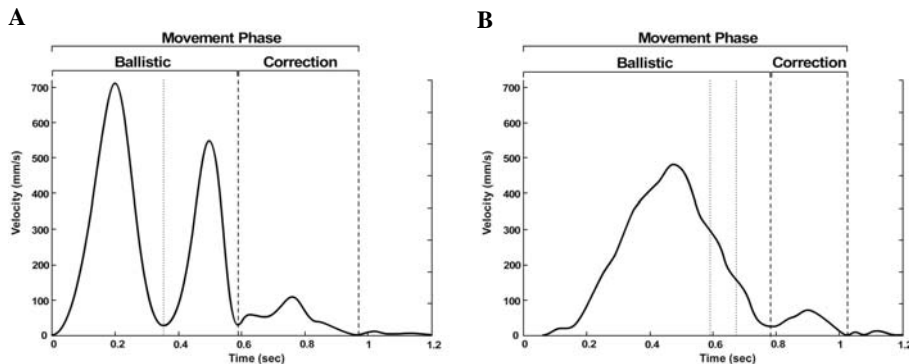 A
Movement Phase
Ballistic Correction
700
600
500
400
300
200
100
0
Velocity (mm/s)
0 0.2 0.4 0.6 0.8 1 1.2
Time (sec)
B
Movement Phase
Ballistic Correction
700
600
500
400
300
200
100
0
Velocity (mm/s)
0 0.2 0.4 0.6 0.8 1 1.2
Time (sec)